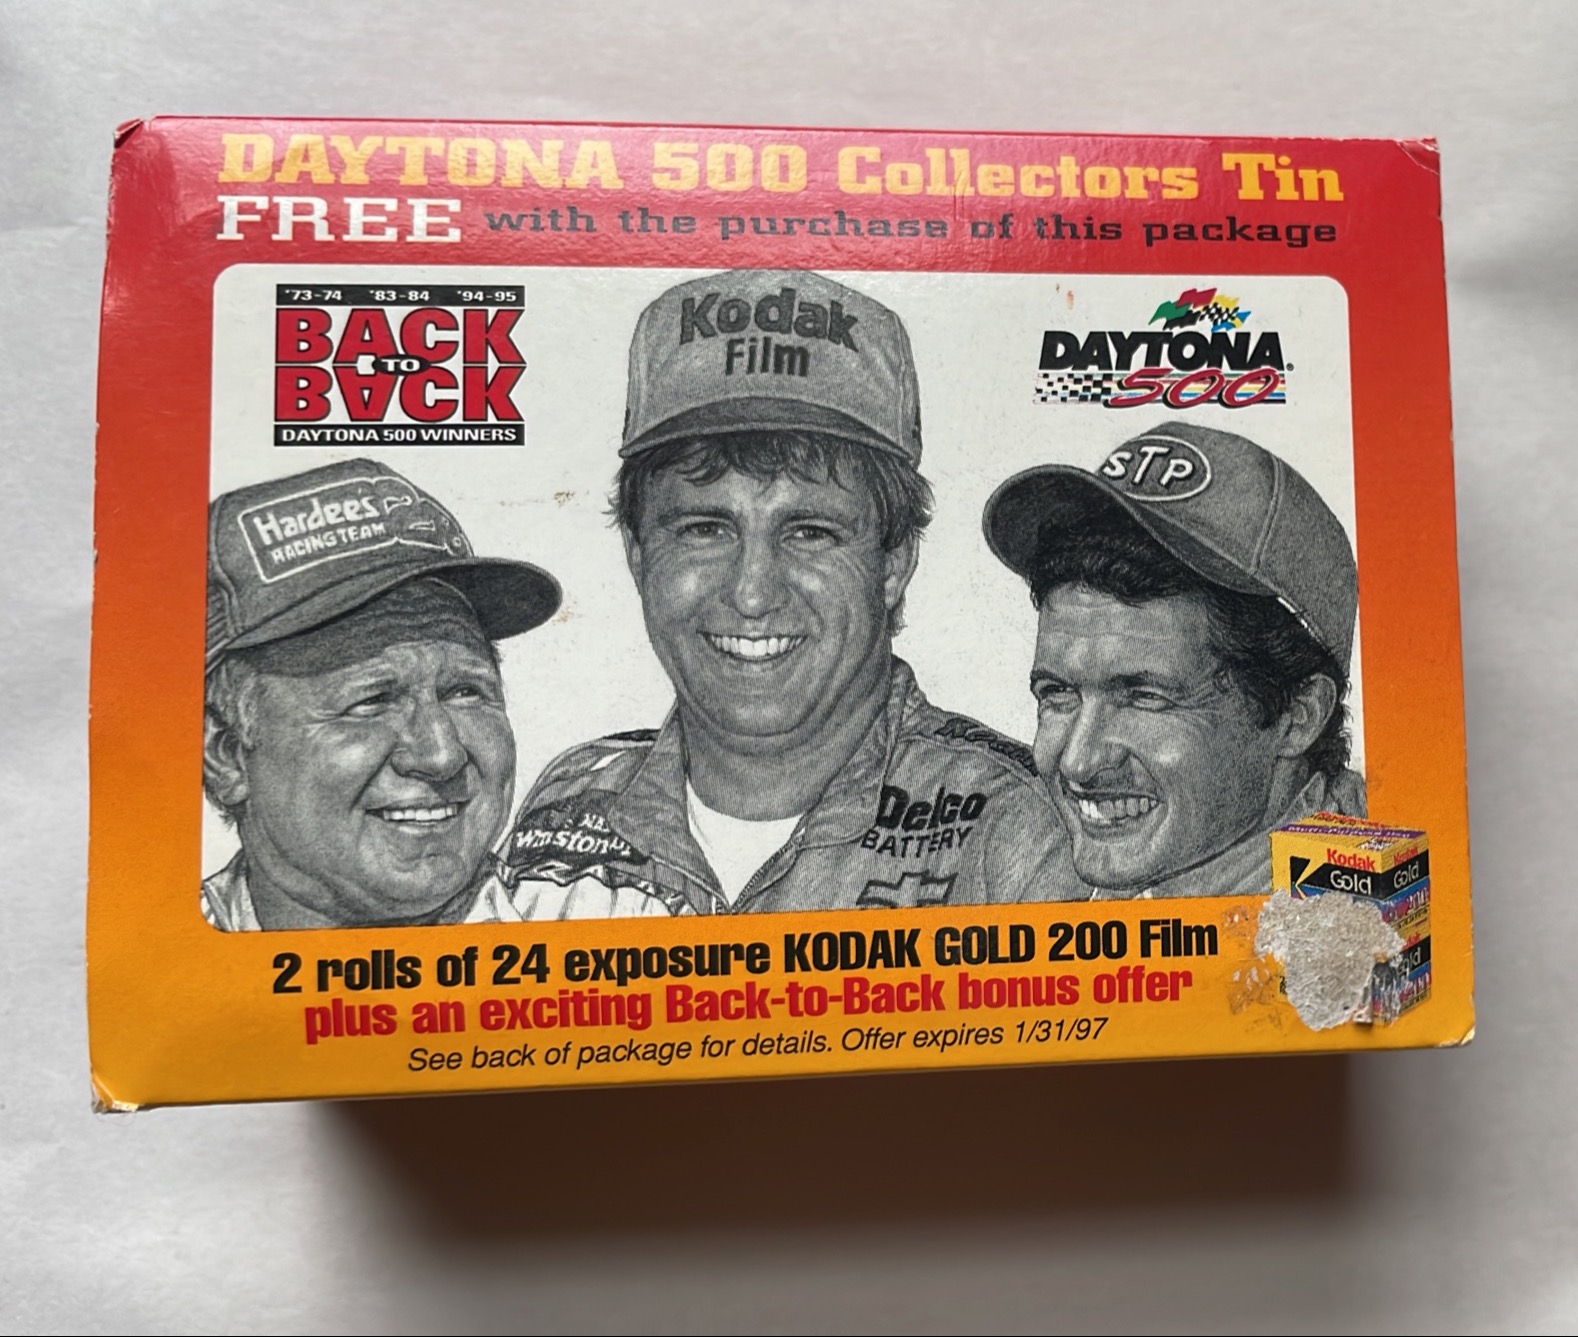 DAYTONA 500 Collectors Tin
FREE with the purchase of this package
'73-74 '83-84 '94-95
BACK
TO
BACK
DAYTONA 500 WINNERS
Kodak
Film
DAYTONA
500
Hardee's
RACING TEAM
STP
Winston
Delco
BATTERY
Kodak
Gold
Gold
2 rolls of 24 exposure KODAK GOLD 200 Film
plus an exciting Back-to-Back bonus offer
See back of package for details. Offer expires 1/31/97